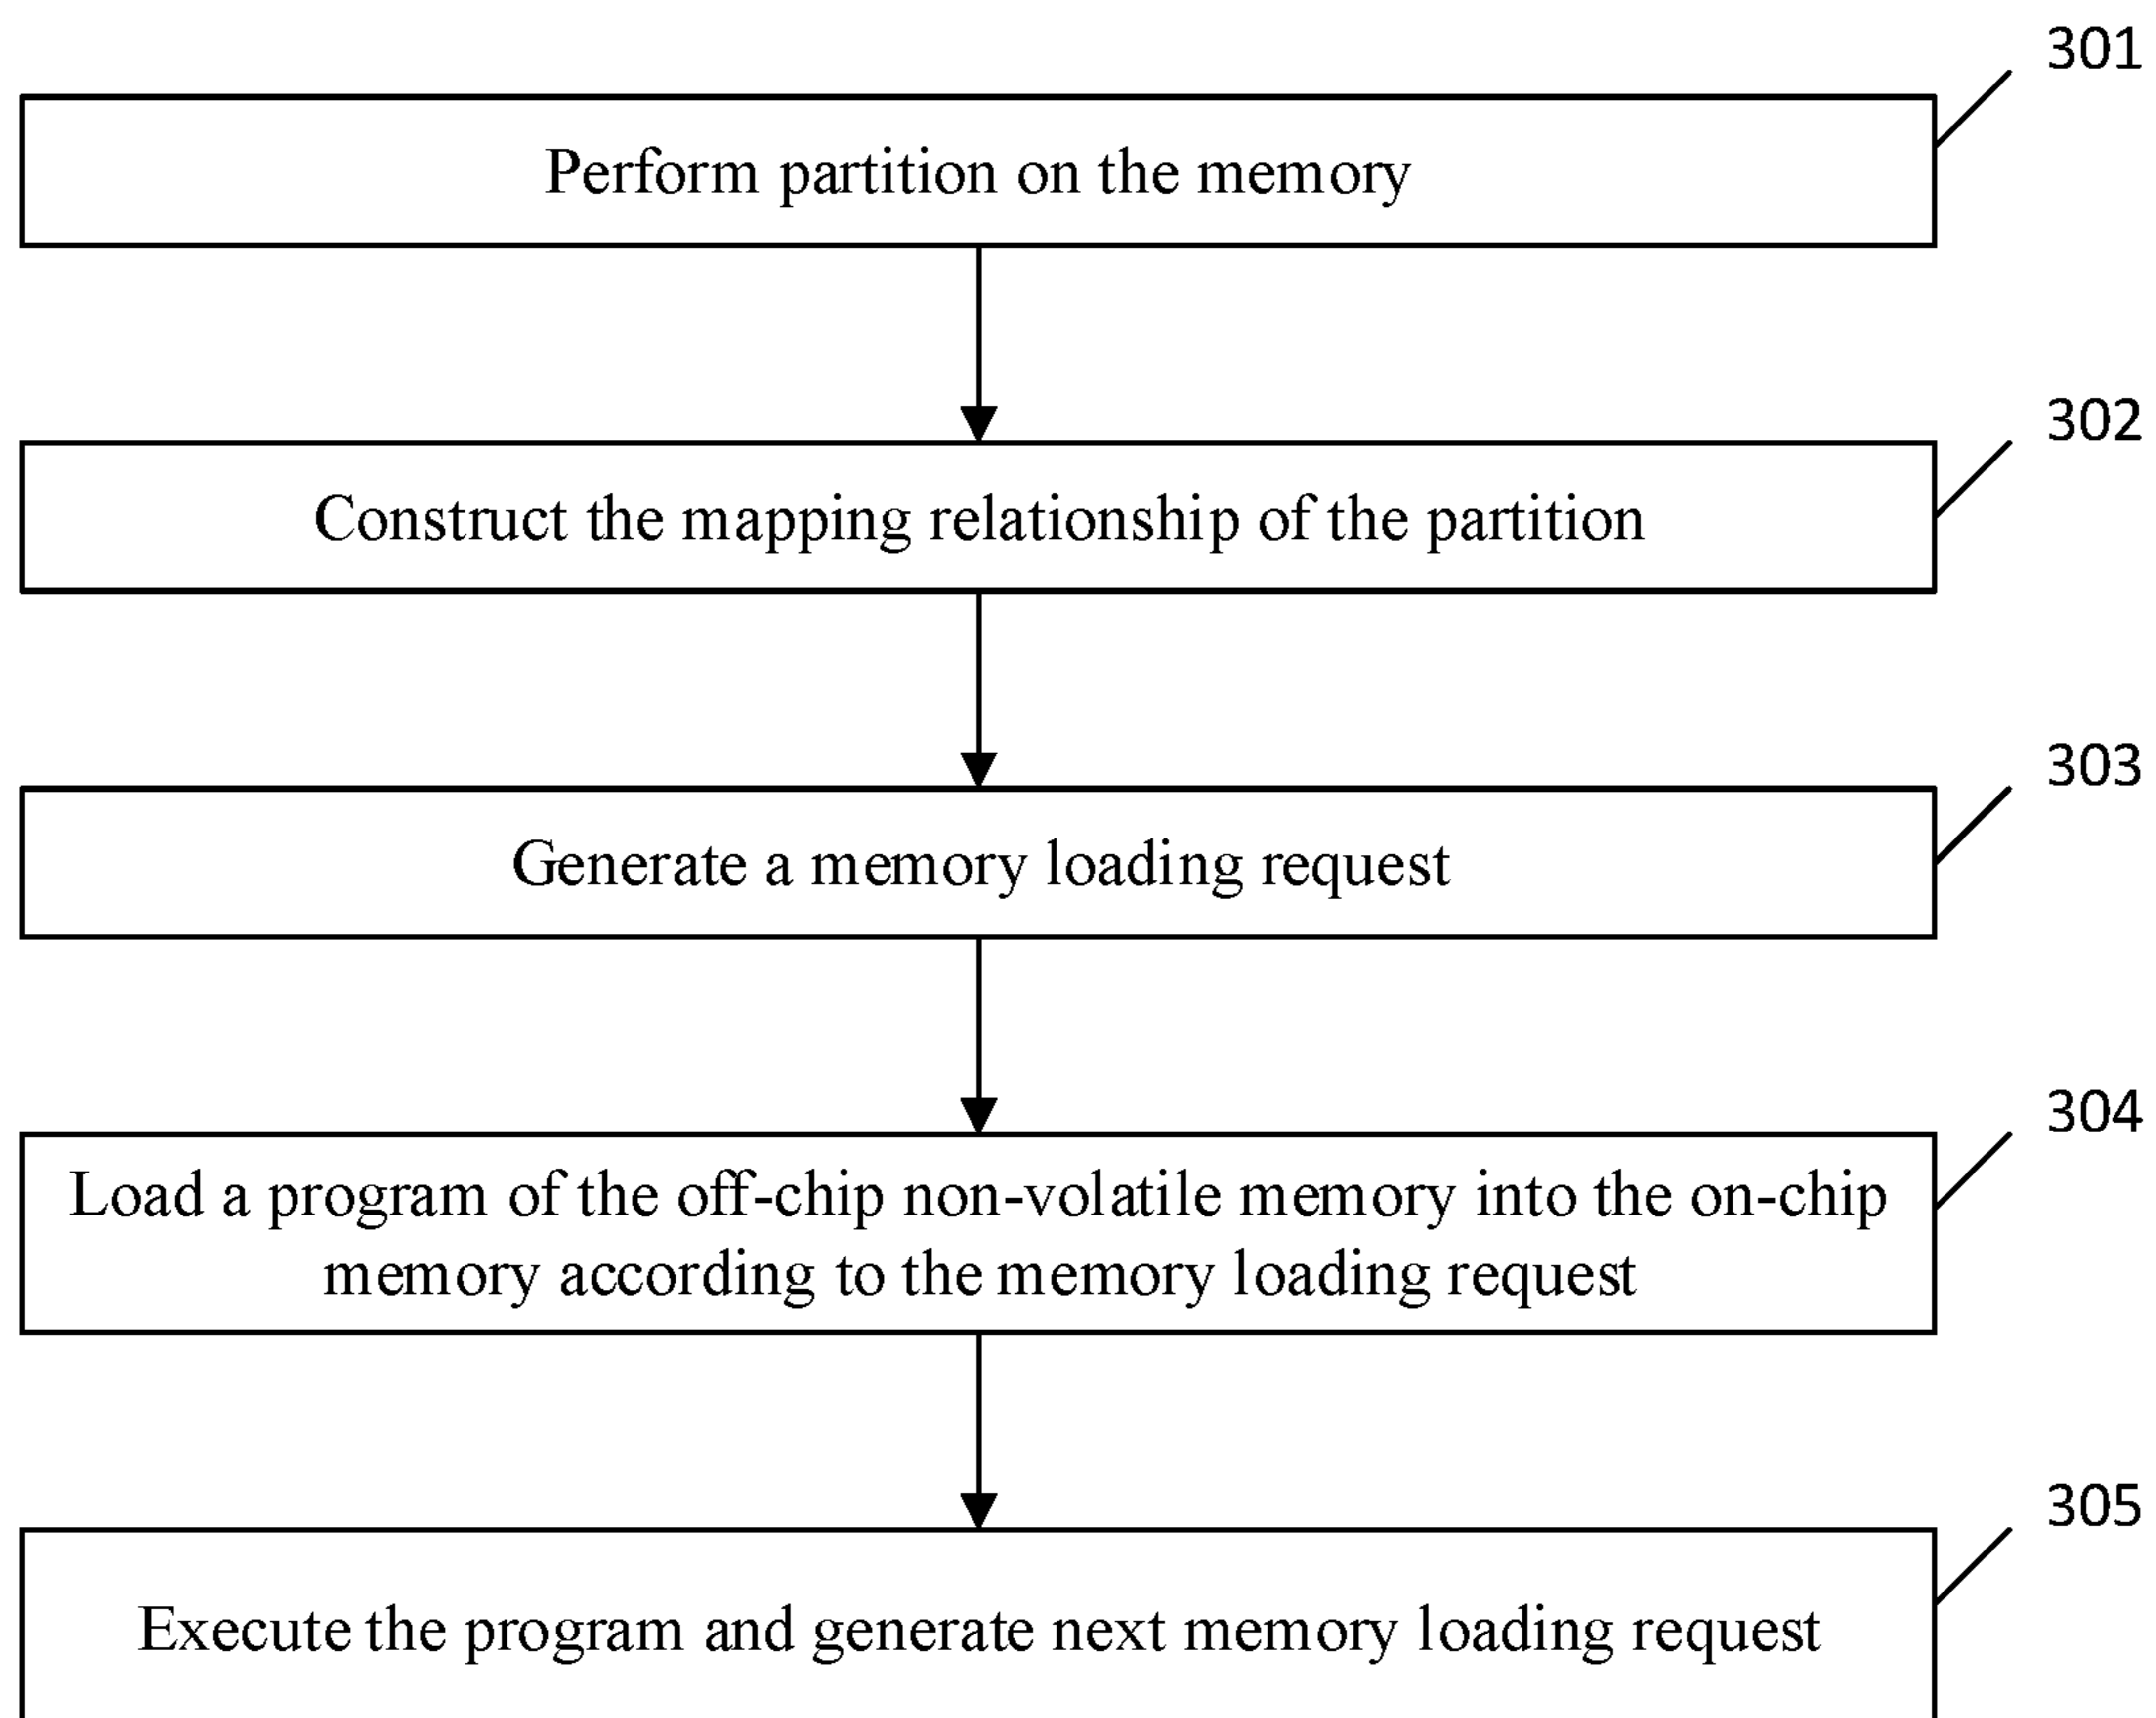 301
Perform partition on the memory
302
Construct the mapping relationship of the partition
303
Generate a memory loading request
304
Load a program of the off-chip non-volatile memory into the on-chip
memory according to the memory loading request
305
Execute the program and generate next memory loading request